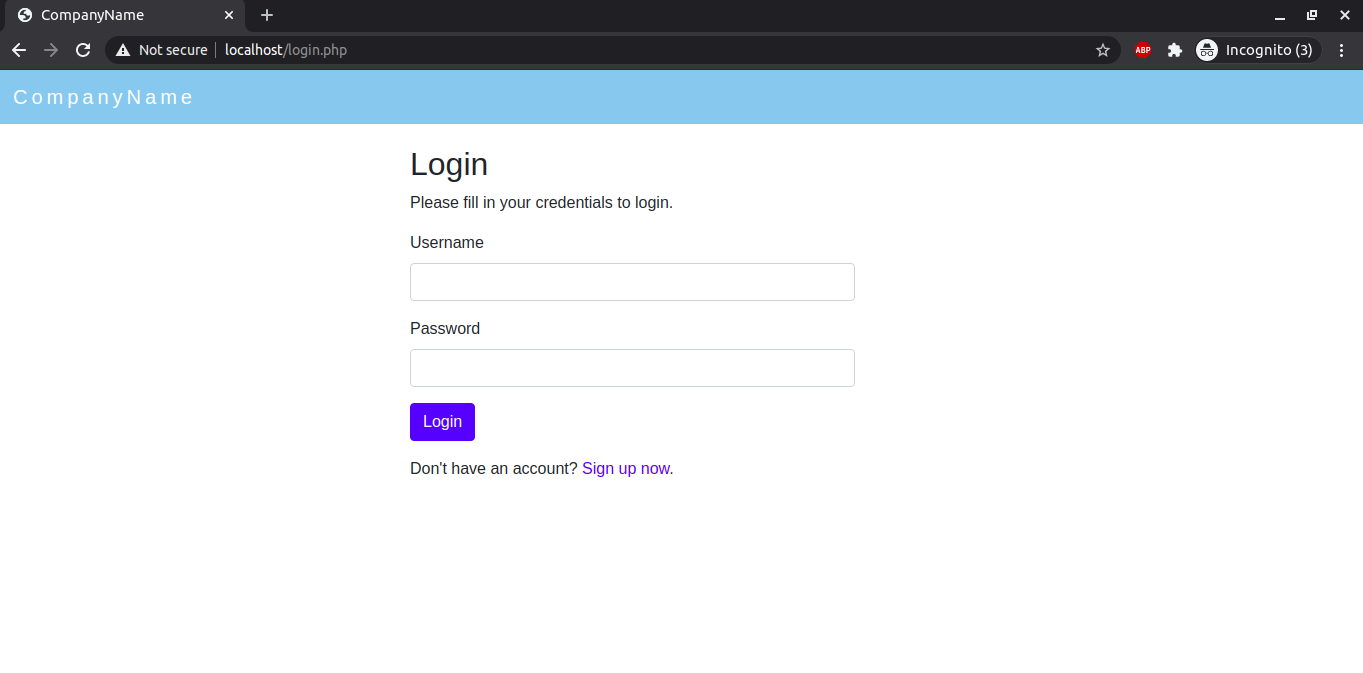 CompanyName
Not secure localhost/login.php ABP Incognito (3)
CompanyName
Login
Please fill in your credentials to login.
Username
Password
Login
Don't have an account? Sign up now.